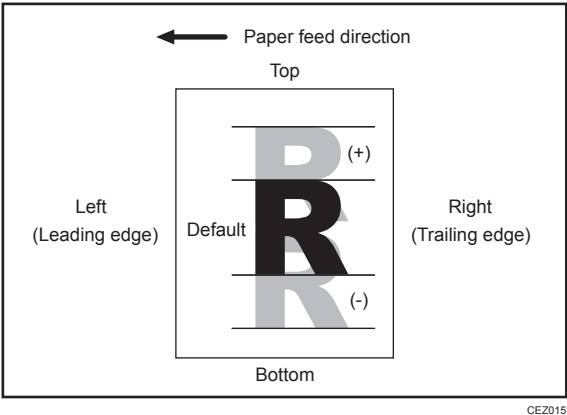 Paper feed direction
Top
(+)
Left
(Leading edge)
Default
R
Right
(Trailing edge)
(-)
Bottom
CEZ015